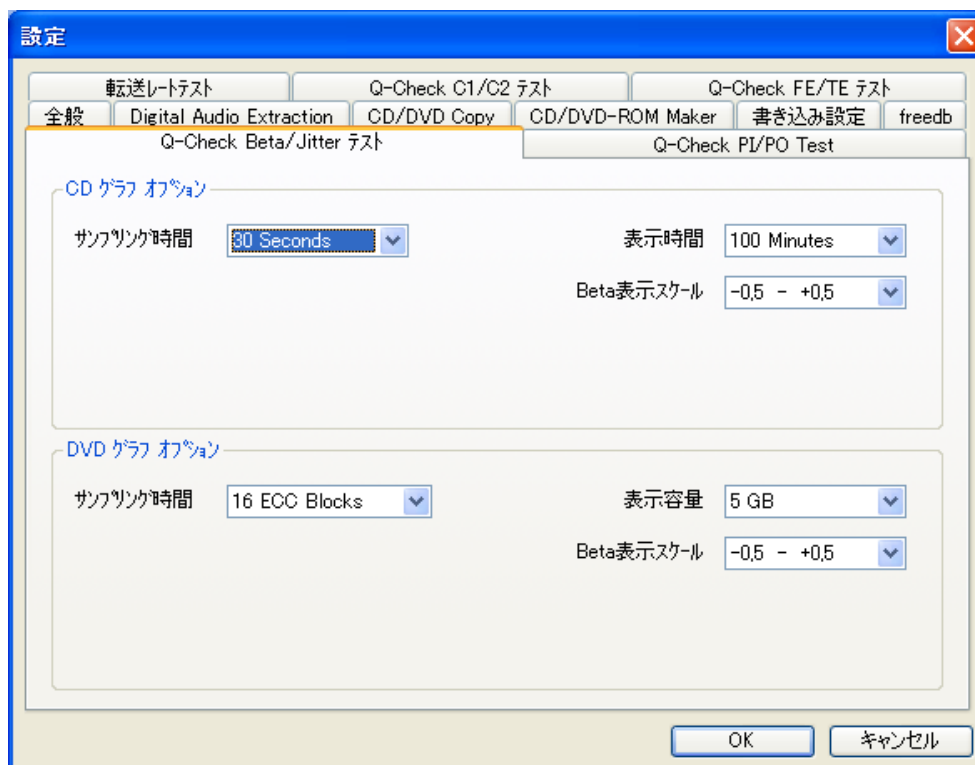 設定
転送レートテスト Q-Check C1/C2 テスト Q-Check FE/TE テスト
全般 Digital Audio Extraction CD/DVD Copy CD/DVD-ROM Maker 書き込み設定 freedb
Q-Check Beta/Jitter テスト Q-Check PI/PO Test
CD グラフ オプション
サンプリング時間 30 Seconds 表示時間 100 Minutes
Beta表示スケール -0.5 - +0.5
DVD グラフ オプション
サンプリング時間 16 ECC Blocks 表示容量 5 GB
Beta表示スケール -0.5 - +0.5
OK キャンセル